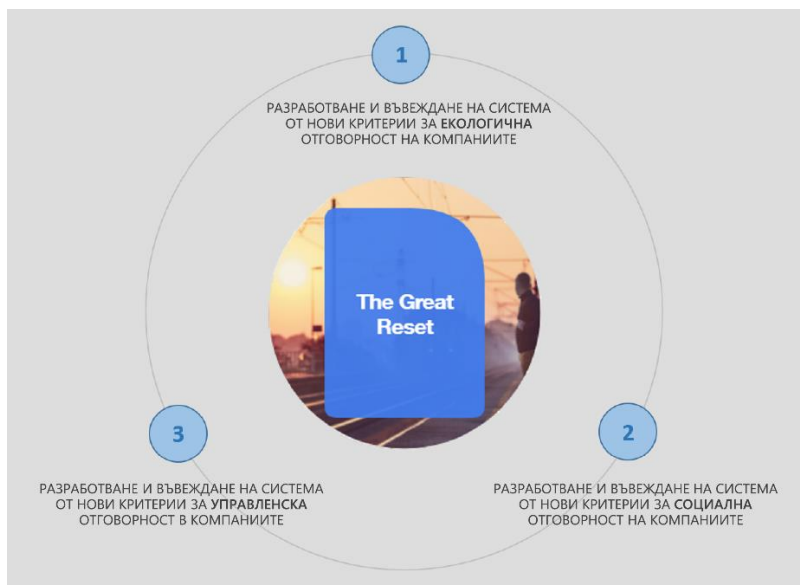 1
РАЗРАБОТВАНЕ И ВЪВЕЖДАНЕ НА СИСТЕМА
ОТ НОВИ КРИТЕРИИ ЗА ЕКОЛОГИЧНА
ОТГОВОРНОСТ НА КОМПАНИИТЕ
The Great
Reset
2
РАЗРАБОТВАНЕ И ВЪВЕЖДАНЕ НА СИСТЕМА
ОТ НОВИ КРИТЕРИИ ЗА СОЦИАЛНА
ОТГОВОРНОСТ НА КОМПАНИИТЕ
3
РАЗРАБОТВАНЕ И ВЪВЕЖДАНЕ НА СИСТЕМА
ОТ НОВИ КРИТЕРИИ ЗА УПРАВЛЕНСКА
ОТГОВОРНОСТ В КОМПАНИИТЕ